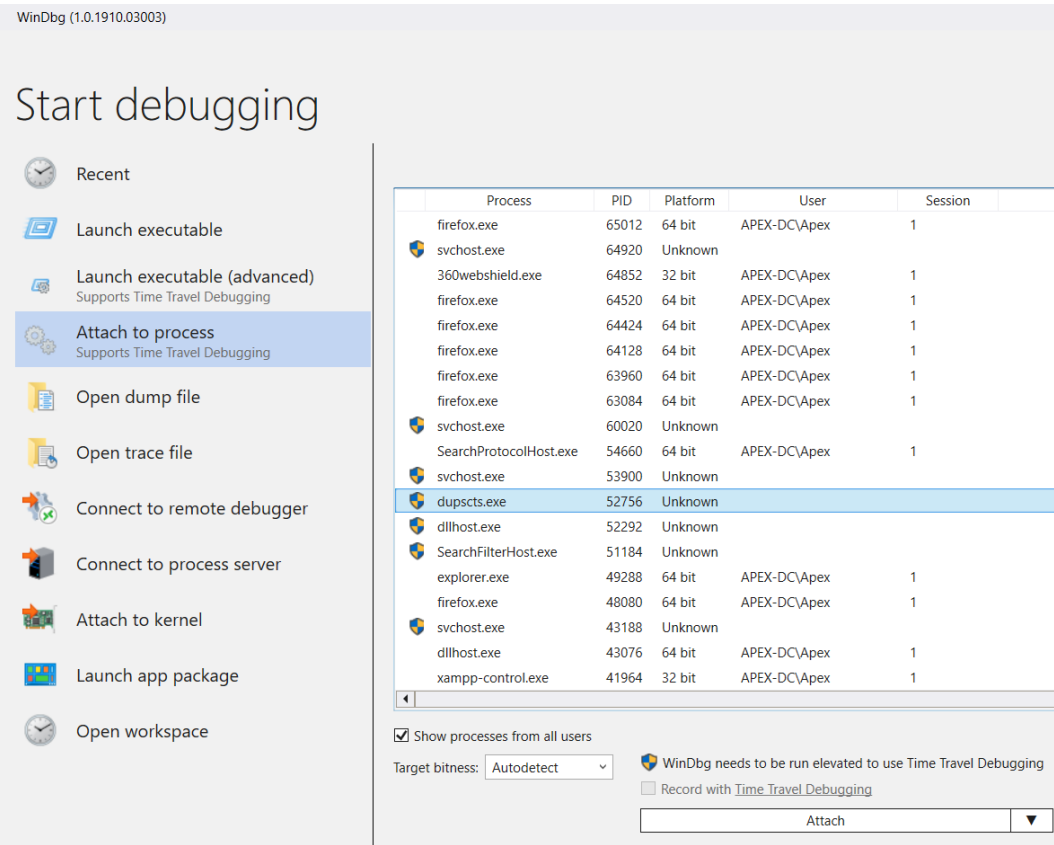 WinDbg (1.0.1910.03003)
Start debugging
Recent
Launch executable
Launch executable (advanced)
Supports Time Travel Debugging
Attach to process
Supports Time Travel Debugging
Open dump file
Open trace file
Connect to remote debugger
Connect to process server
Attach to kernel
Launch app package
Open workspace
Process PID Platform User Session
firefox.exe 65012 64 bit APEX-DC\Apex 1
svchost.exe 64920 Unknown
360webshield.exe 64852 32 bit APEX-DC\Apex 1
firefox.exe 64520 64 bit APEX-DC\Apex 1
firefox.exe 64424 64 bit APEX-DC\Apex 1
firefox.exe 64128 64 bit APEX-DC\Apex 1
firefox.exe 63960 64 bit APEX-DC\Apex 1
firefox.exe 63084 64 bit APEX-DC\Apex 1
svchost.exe 60020 Unknown
SearchProtocolHost.exe 54660 64 bit APEX-DC\Apex 1
svchost.exe 53900 Unknown
dupscts.exe 52756 Unknown
dllhost.exe 52292 Unknown
SearchFilterHost.exe 51184 Unknown
explorer.exe 49288 64 bit APEX-DC\Apex 1
firefox.exe 48080 64 bit APEX-DC\Apex 1
svchost.exe 43188 Unknown
dllhost.exe 43076 64 bit APEX-DC\Apex 1
xampp-control.exe 41964 32 bit APEX-DC\Apex 1
Show processes from all users
Target bitness: Autodetect
WinDbg needs to be run elevated to use Time Travel Debugging
Record with Time Travel Debugging
Attach